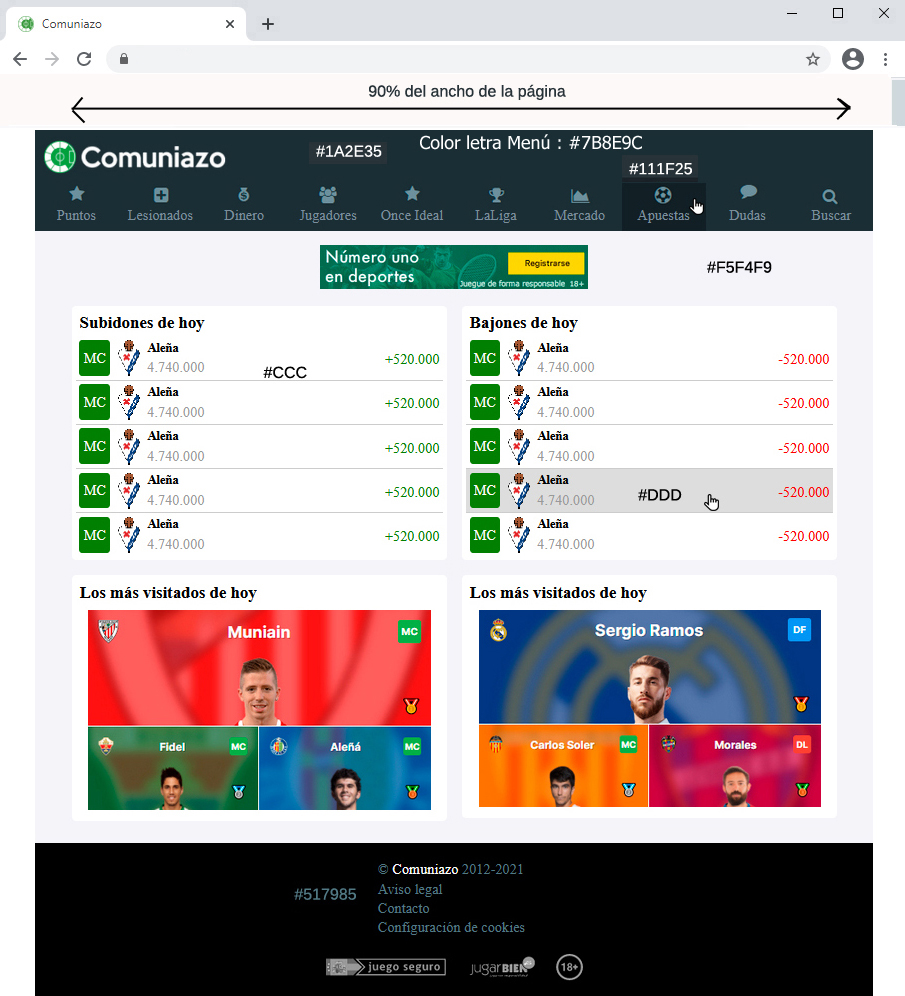 Comuniazo
90% del ancho de la página
Comuniazo
#1A2E35
Color letra Menú : #7B8E9C
#111F25
Puntos
Lesionados
Dinero
Jugadores
Once Ideal
LaLiga
Mercado
Apuestas
Dudas
Buscar
Número uno
en deportes
Registrarse
Juegue de forma responsable 18+
#F5F4F9
Subidones de hoy
MC
Aleña
4.740.000
+520.000
#CCC
MC
Aleña
4.740.000
+520.000
MC
Aleña
4.740.000
+520.000
MC
Aleña
4.740.000
+520.000
MC
Aleña
4.740.000
+520.000
Bajones de hoy
MC
Aleña
4.740.000
-520.000
MC
Aleña
4.740.000
-520.000
MC
Aleña
4.740.000
-520.000
MC
Aleña
4.740.000
#DDD
-520.000
MC
Aleña
4.740.000
-520.000
Los más visitados de hoy
Muniain
MC
Fidel
MC
Aleñá
MC
Los más visitados de hoy
Sergio Ramos
DF
Carlos Soler
MC
Morales
DL
© Comuniazo 2012-2021
#517985
Aviso legal
Contacto
Configuración de cookies
juego seguro
jugarBIEN
18+